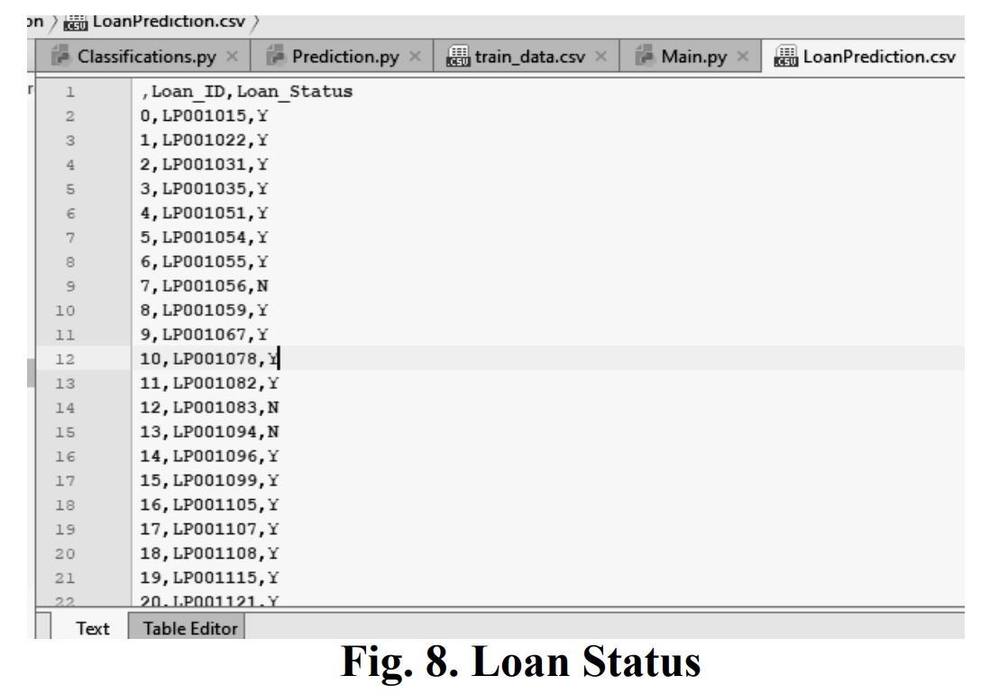 on 〉 LoanPrediction.csv 〉
Classifications.py × Prediction.py × train_data.csv × Main.py × LoanPrediction.csv
1 ,Loan_ID,Loan_Status
2 0,LP001015,Y
3 1,LP001022,Y
4 2,LP001031,Y
5 3,LP001035,Y
6 4,LP001051,Y
7 5,LP001054,Y
8 6,LP001055,Y
9 7,LP001056,N
10 8,LP001059,Y
11 9,LP001067,Y
12 10,LP001078,Y
13 11,LP001082,Y
14 12,LP001083,N
15 13,LP001094,N
16 14,LP001096,Y
17 15,LP001099,Y
18 16,LP001105,Y
19 17,LP001107,Y
20 18,LP001108,Y
21 19,LP001115,Y
22 20,LP001121,Y
Text Table Editor
Fig. 8. Loan Status